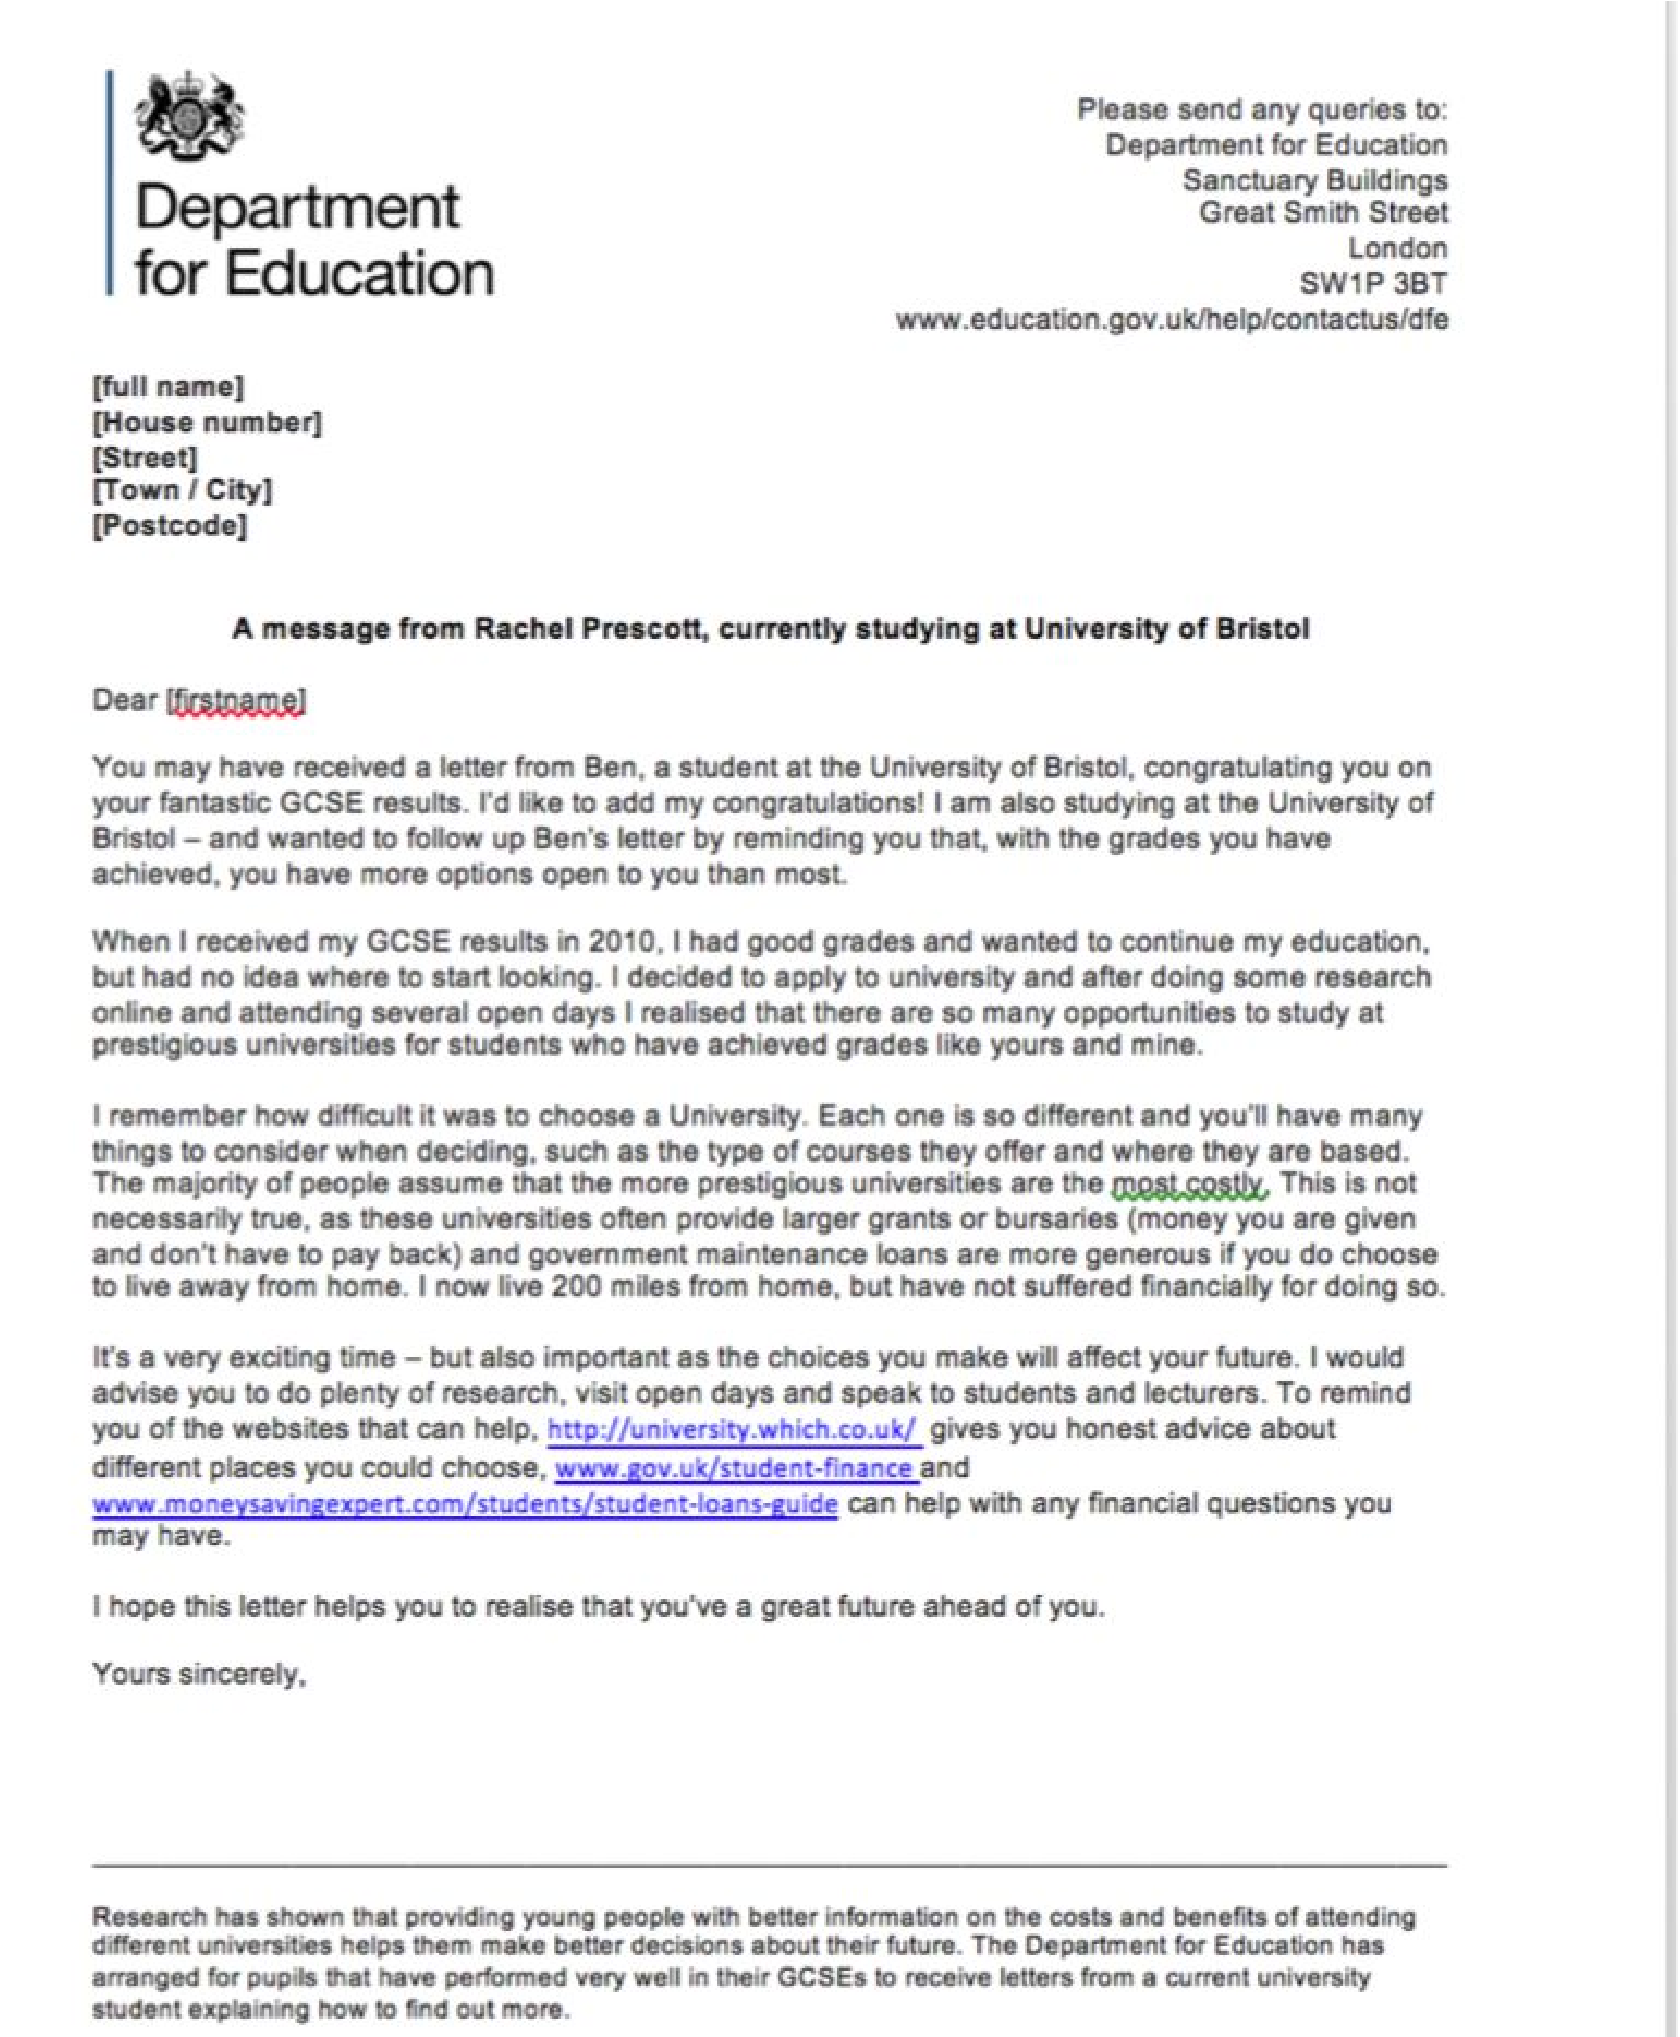 Department
for Education
Please send any queries to:
Department for Education
Sanctuary Buildings
Great Smith Street
London
SW1P 3BT
www.education.gov.uk/help/contactus/dfe
[full name]
[House number]
[Street]
[Town / City]
[Postcode]
A message from Rachel Prescott, currently studying at University of Bristol
Dear [firstname]
You may have received a letter from Ben, a student at the University of Bristol, congratulating you on
your fantastic GCSE results. I'd like to add my congratulations! I am also studying at the University of
Bristol – and wanted to follow up Ben's letter by reminding you that, with the grades you have
achieved, you have more options open to you than most.
When I received my GCSE results in 2010, I had good grades and wanted to continue my education,
but had no idea where to start looking. I decided to apply to university and after doing some research
online and attending several open days I realised that there are so many opportunities to study at
prestigious universities for students who have achieved grades like yours and mine.
I remember how difficult it was to choose a University. Each one is so different and you'll have many
things to consider when deciding, such as the type of courses they offer and where they are based.
The majority of people assume that the more prestigious universities are the most costly. This is not
necessarily true, as these universities often provide larger grants or bursaries (money you are given
and don't have to pay back) and government maintenance loans are more generous if you do choose
to live away from home. I now live 200 miles from home, but have not suffered financially for doing so.
It's a very exciting time – but also important as the choices you make will affect your future. I would
advise you to do plenty of research, visit open days and speak to students and lecturers. To remind
you of the websites that can help, http://university.which.co.uk/ gives you honest advice about
different places you could choose, www.gov.uk/student-finance and
www.moneysavingexpert.com/students/student-loans-guide can help with any financial questions you
may have.
I hope this letter helps you to realise that you've a great future ahead of you.
Yours sincerely,
Research has shown that providing young people with better information on the costs and benefits of attending
different universities helps them make better decisions about their future. The Department for Education has
arranged for pupils that have performed very well in their GCSEs to receive letters from a current university
student explaining how to find out more.